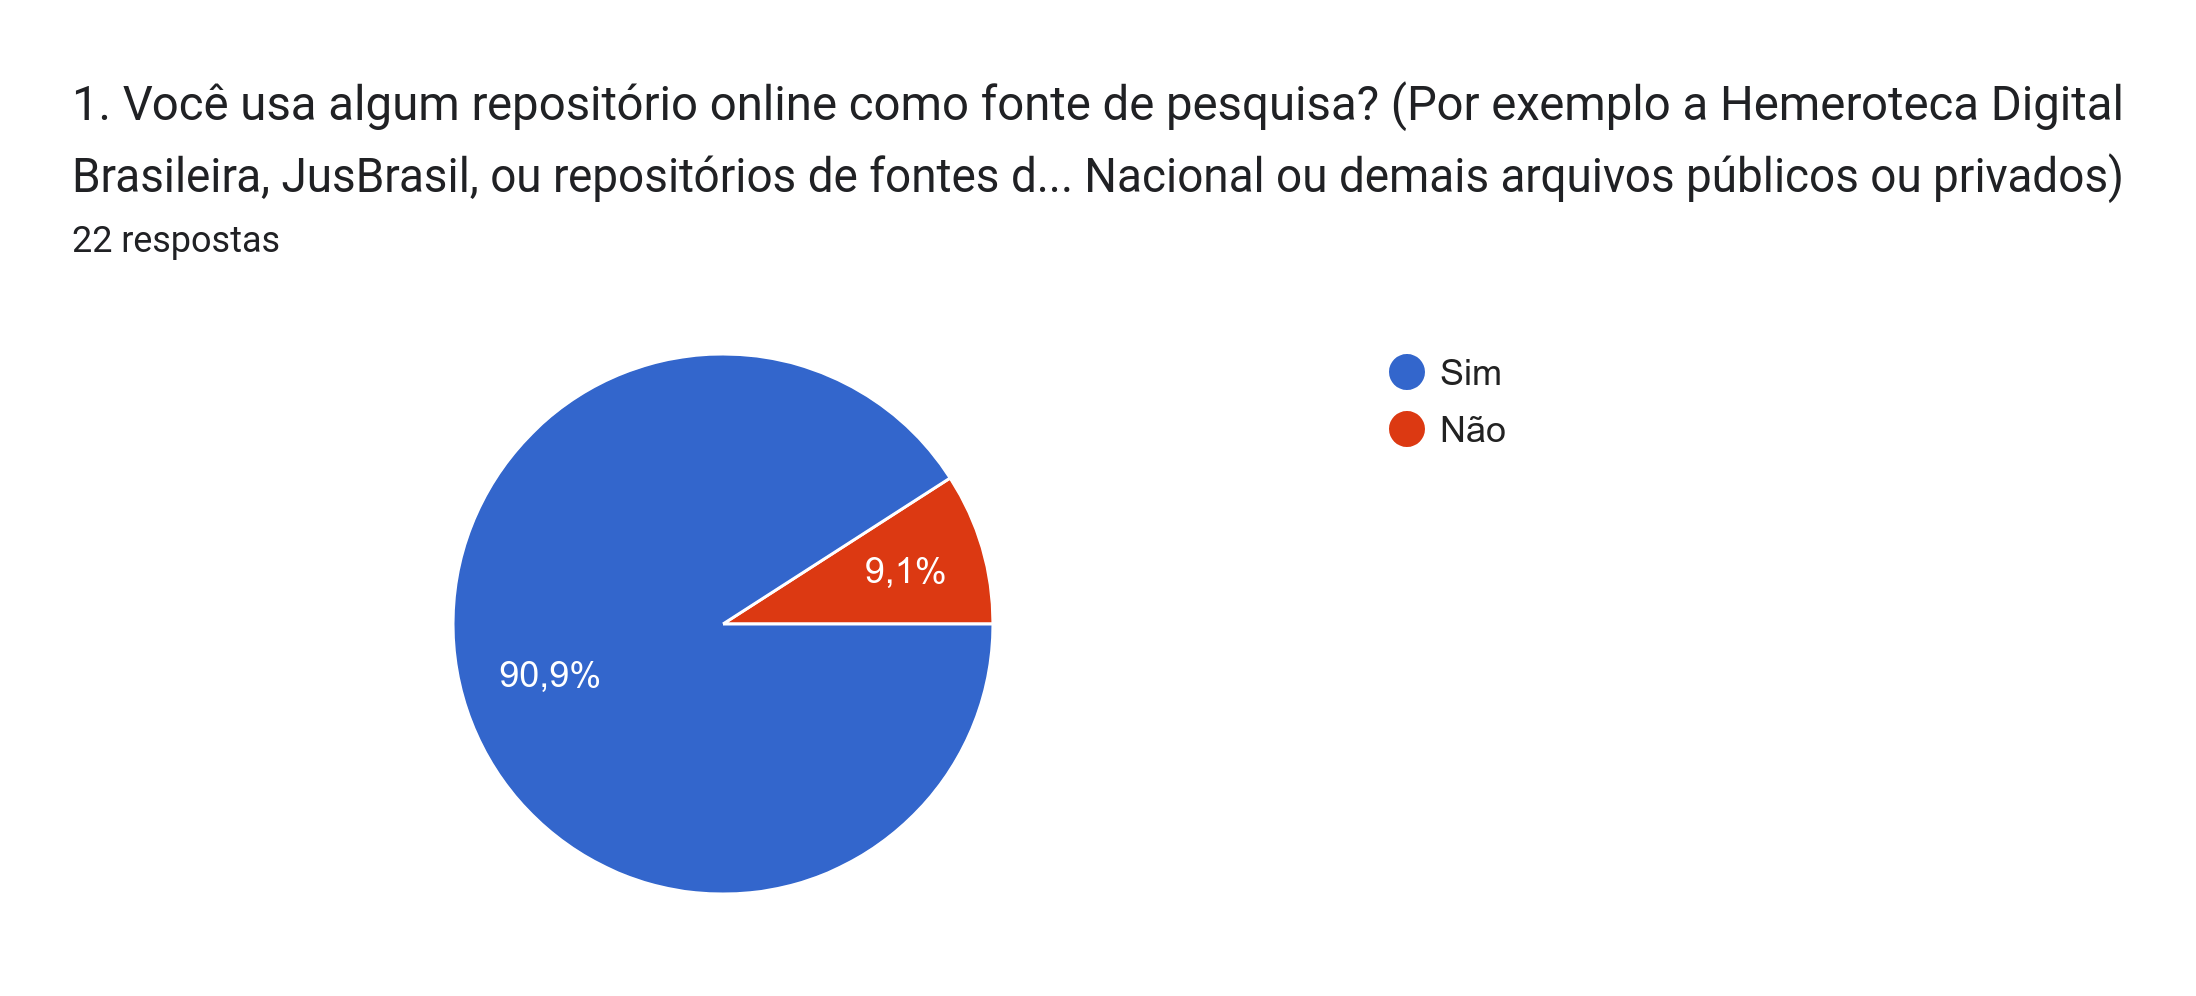 1. Você usa algum repositório online como fonte de pesquisa? (Por exemplo a Hemeroteca Digital
Brasileira, JusBrasil, ou repositórios de fontes d... Nacional ou demais arquivos públicos ou privados)
22 respostas
Sim
Não
9,1%
90,9%